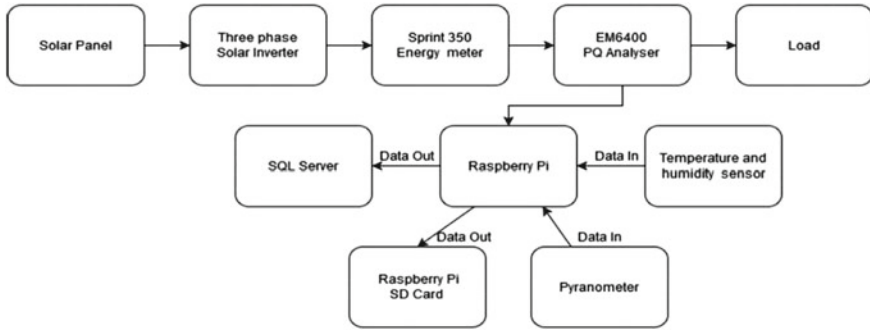 Solar Panel
Three phase
Solar Inverter
Sprint 350
Energy meter
EM6400
PQ Analyser
Load
SQL Server
Data Out
Raspberry Pi
Data In
Temperature and
humidity sensor
Data Out
Data In
Raspberry Pi
SD Card
Pyranometer